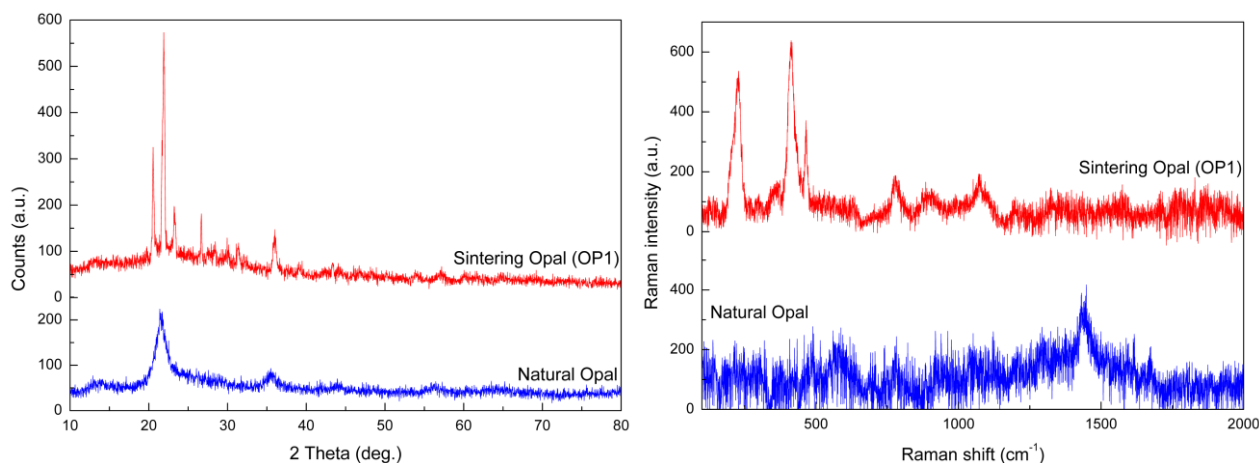 600
500
400
300
200
100
0
200
100
0
Counts (a.u.)
Sintering Opal (OP1)
Natural Opal
10 20 30 40 50 60 70 80
2 Theta (deg.)
600
400
200
0
400
200
0
Raman intensity (a.u.)
Sintering Opal (OP1)
Natural Opal
500 1000 1500 2000
Raman shift (cm⁻¹)